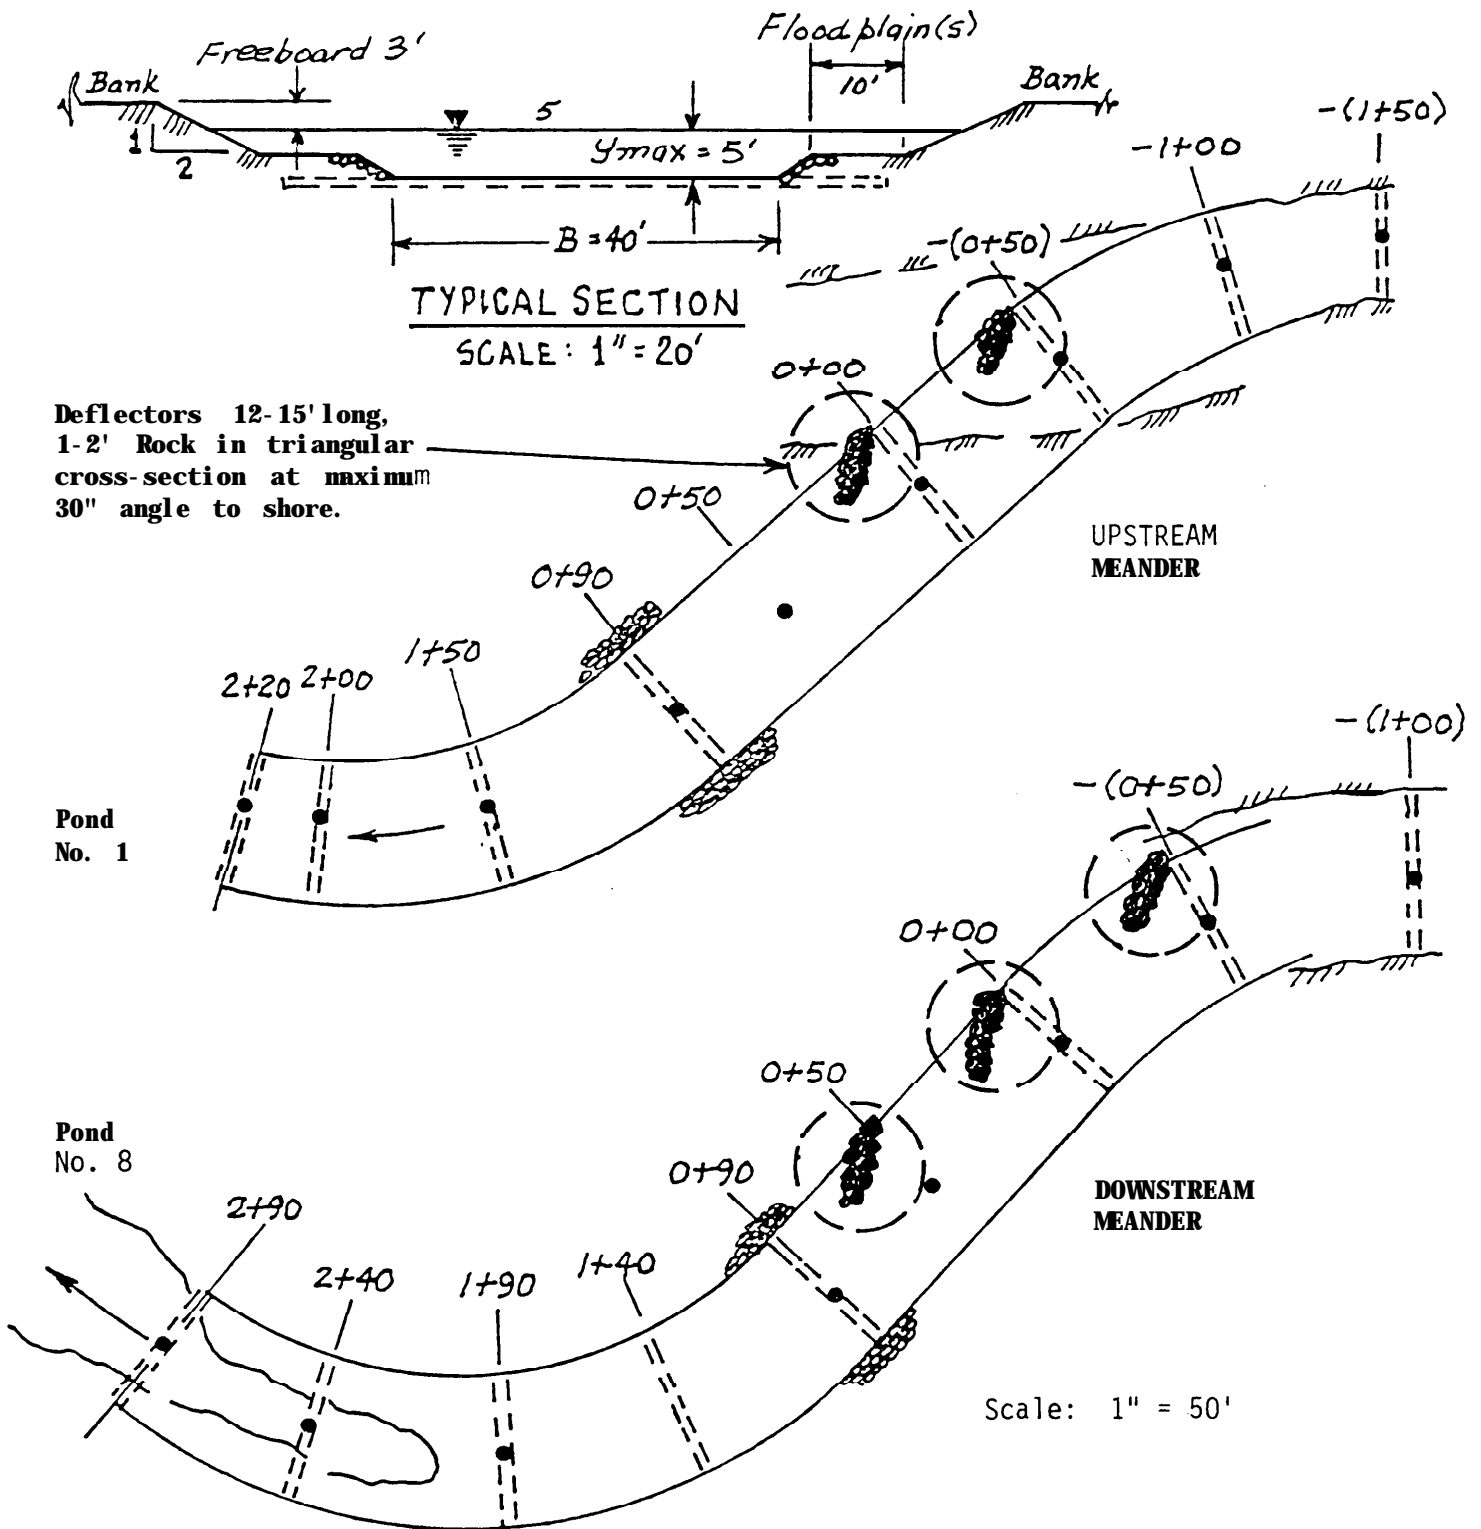 Freeboard 3'
Flood plain(s)
10'
Bank
Bank
5
1
2
ymax = 5'
B = 40'
TYPICAL SECTION
SCALE: 1" = 20'
-(1+50)
-1+00
-(0+50)
0+00
Deflectors 12-15' long,
1-2' Rock in triangular
cross-section at maximum
30" angle to shore.
0+50
0+90
1+50
2+00
2+20
UPSTREAM
MEANDER
Pond
No. 1
-(1+00)
-(0+50)
0+00
0+50
0+90
1+40
1+90
2+40
2+90
Pond
No. 8
DOWNSTREAM
MEANDER
Scale: 1" = 50'